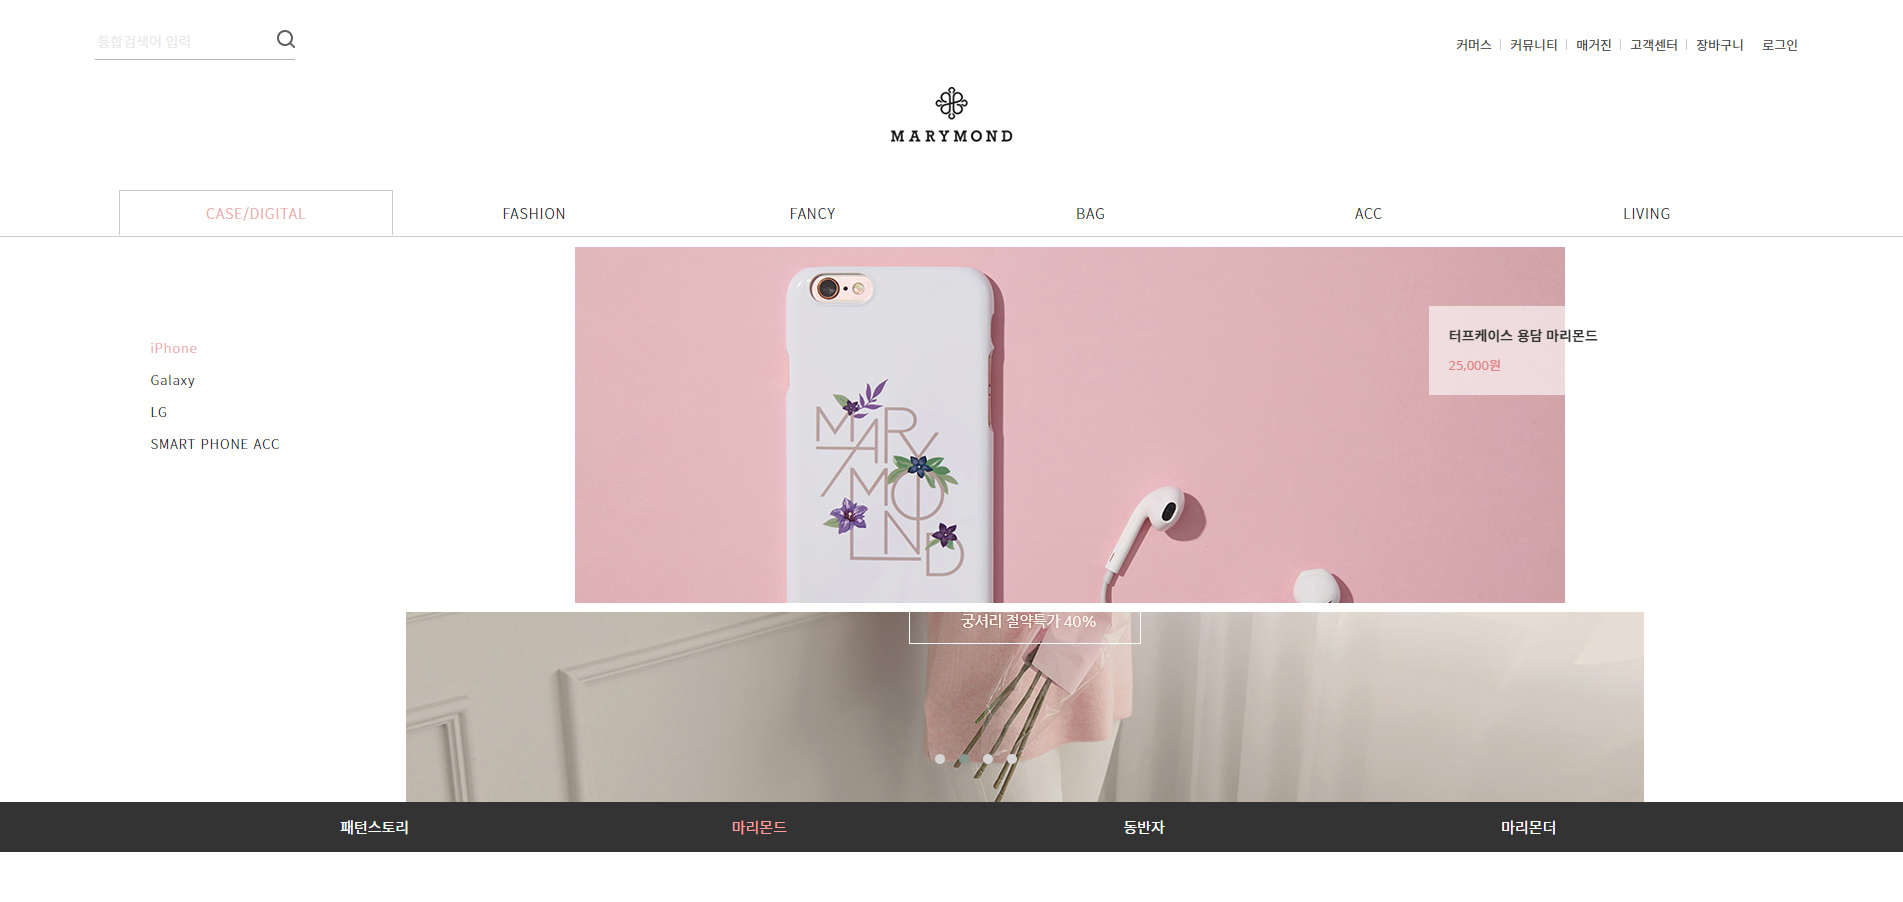 통합검색어 입력
커머스 커뮤니티 매거진 고객센터 장바구니 로그인
MARYMOND
CASE/DIGITAL FASHION FANCY BAG ACC LIVING
iPhone
Galaxy
LG
SMART PHONE ACC
MARY
MON
D
터프케이스 용담 마리몬드
25,000원
궁셔리 절약특가 40%
패턴스토리 마리몬드 동반자 마리몬더